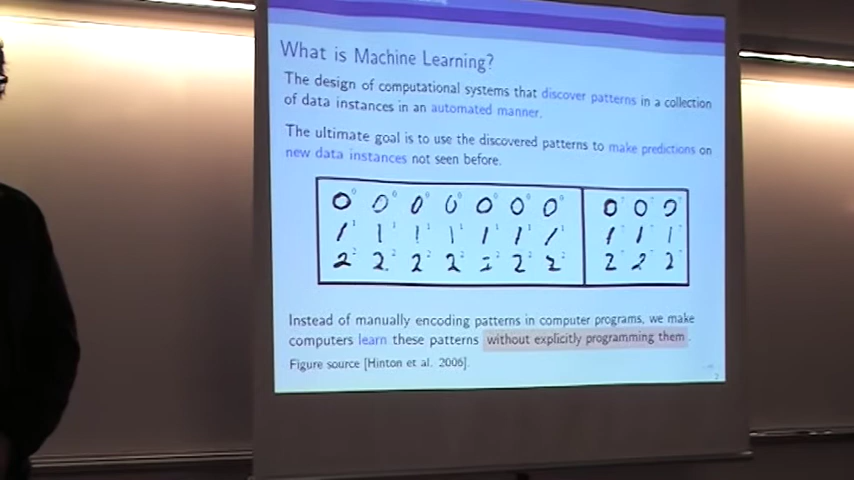 What is Machine Learning?
The design of computational systems that discover patterns in a collection
of data instances in an automated manner.
The ultimate goal is to use the discovered patterns to make predictions on
new data instances not seen before.
0 0 0 0 0 0 0 0 0 0
1 1 1 1 1 1 1 1 1 1
2 2 2 2 2 2 2 2 2 2
Instead of manually encoding patterns in computer programs, we make
computers learn these patterns without explicitly programming them.
Figure source [Hinton et al. 2006].